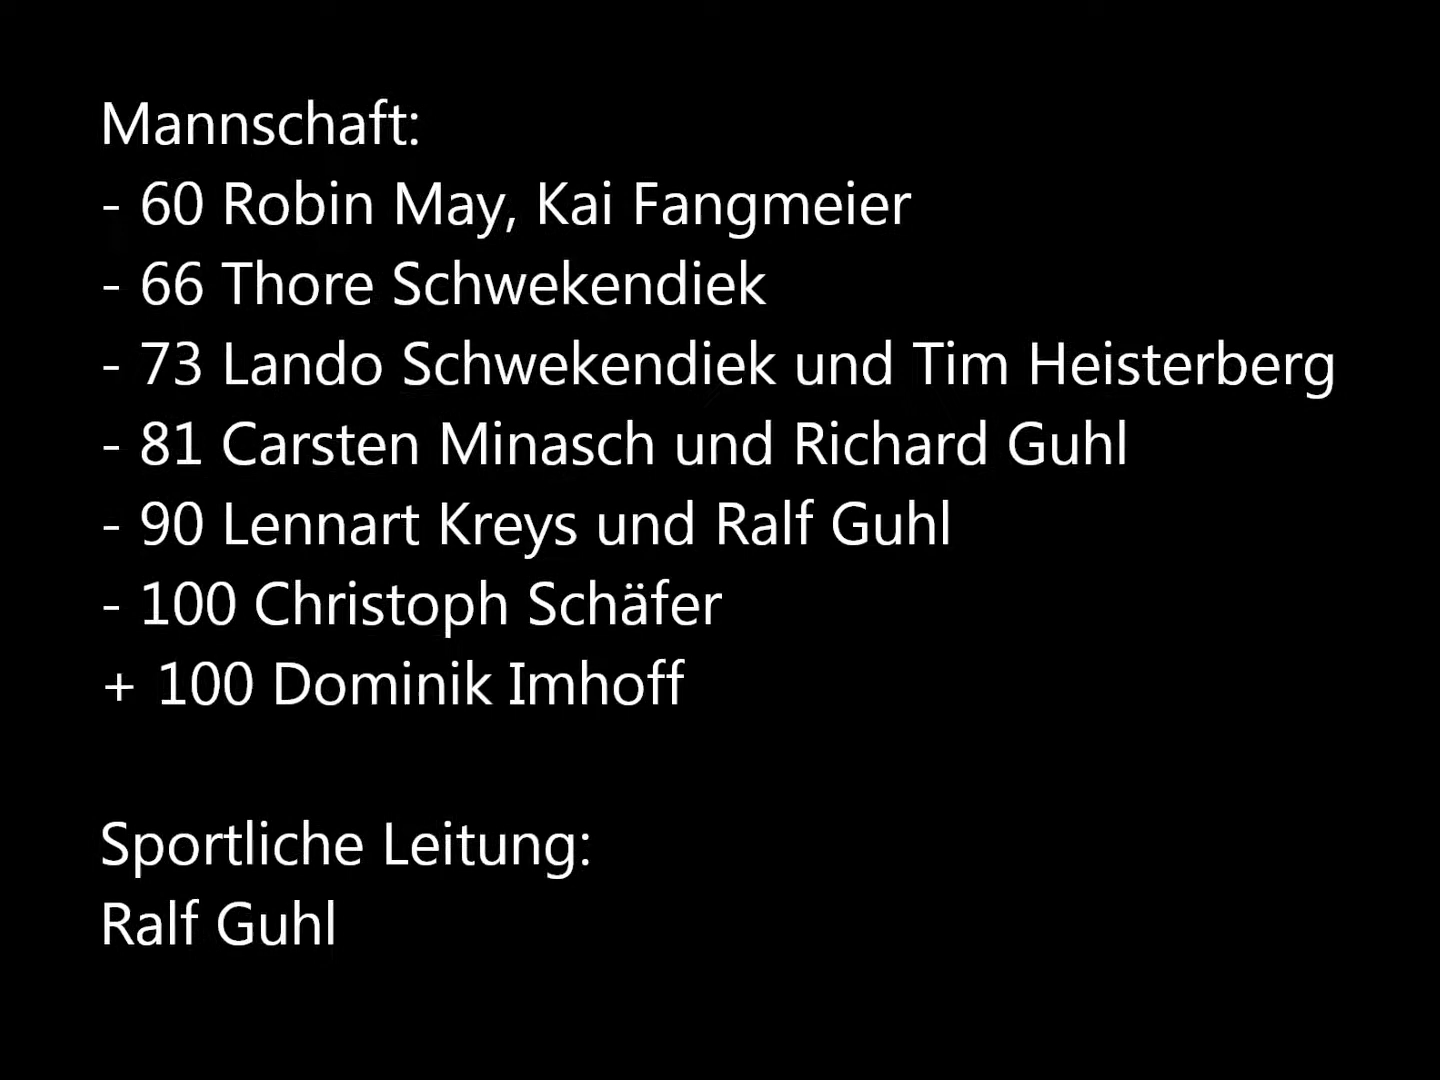 Mannschaft:
- 60 Robin May, Kai Fangmeier
- 66 Thore Schwekendiek
- 73 Lando Schwekendiek und Tim Heisterberg
- 81 Carsten Minasch und Richard Guhl
- 90 Lennart Kreys und Ralf Guhl
- 100 Christoph Schäfer
+ 100 Dominik Imhoff
Sportliche Leitung:
Ralf Guhl